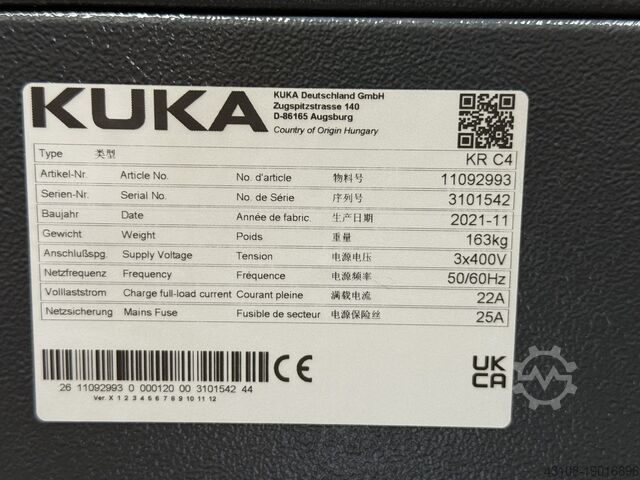 KUKA
KUKA Deutschland GmbH
Zugspitzstrasse 140
D-86165 Augsburg
Country of Origin Hungary
Type 类型 KR C4
Artikel-Nr. Article No. No. d'article 物料号 11092993
Serien-Nr. Serial No. No. de Série 序列号 3101542
Baujahr Date Année de fabric. 生产日期 2021-11
Gewicht Weight Poids 重量 163kg
Anschlußspg. Supply Voltage Tension 电源电压 3x400V
Netzfrequenz Frequency Fréquence 电源频率 50/60Hz
Volllaststrom Charge full-load current Courant pleine 满载电流 22A
Netzsicherung Mains Fuse Fusible de secteur 电源保险丝 25A
CE
UK
CA
26 11092993 0 000120 00 3101542 44
Ver. X 1 2 3 4 5 6 7 8 9 10 11 12
43108-19016896